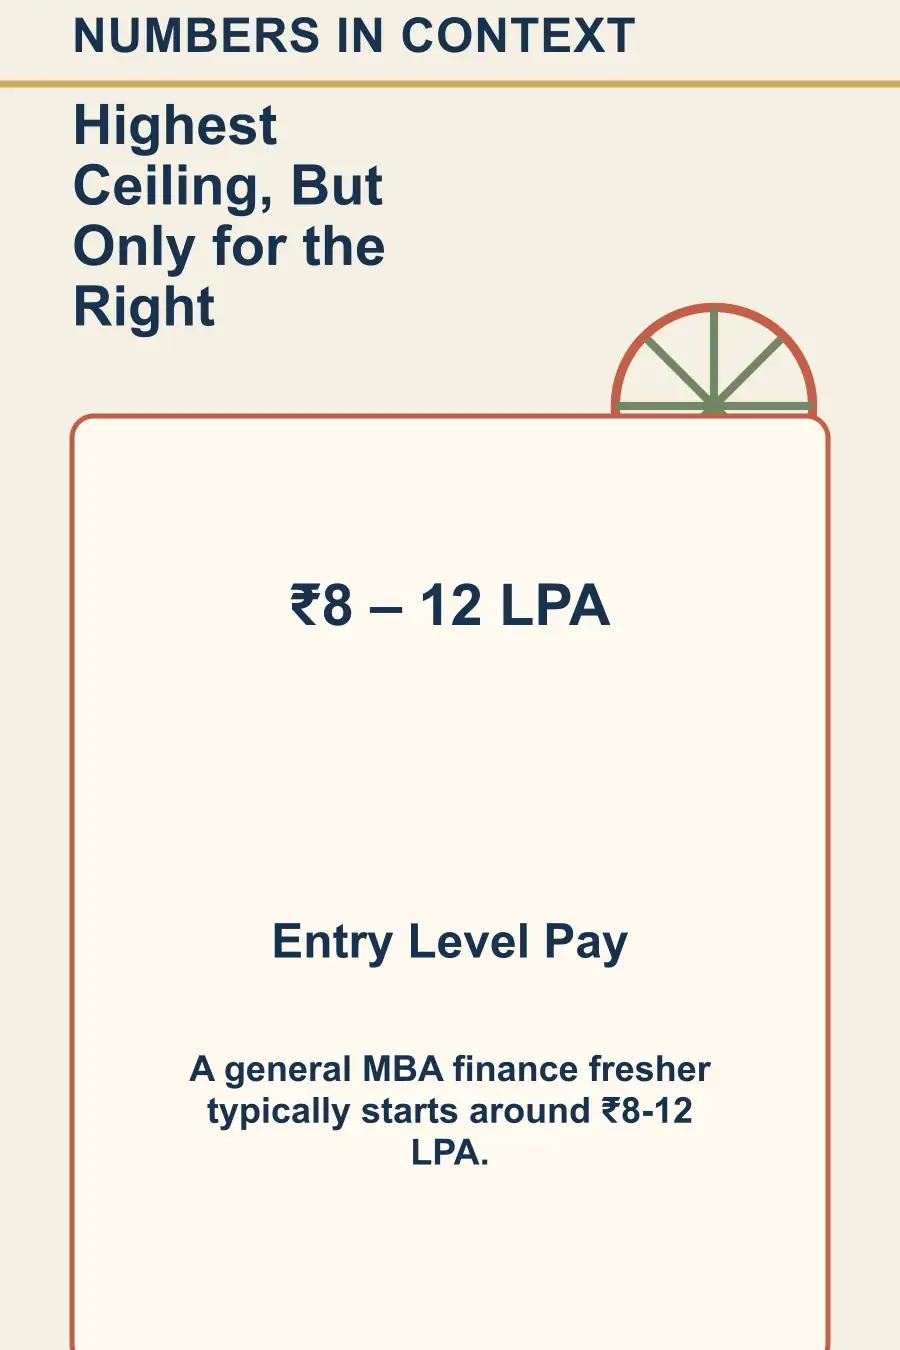 NUMBERS IN CONTEXT
Highest
Ceiling, But
Only for the
Right
₹8 – 12 LPA
Entry Level Pay
A general MBA finance fresher
typically starts around ₹8-12
LPA.